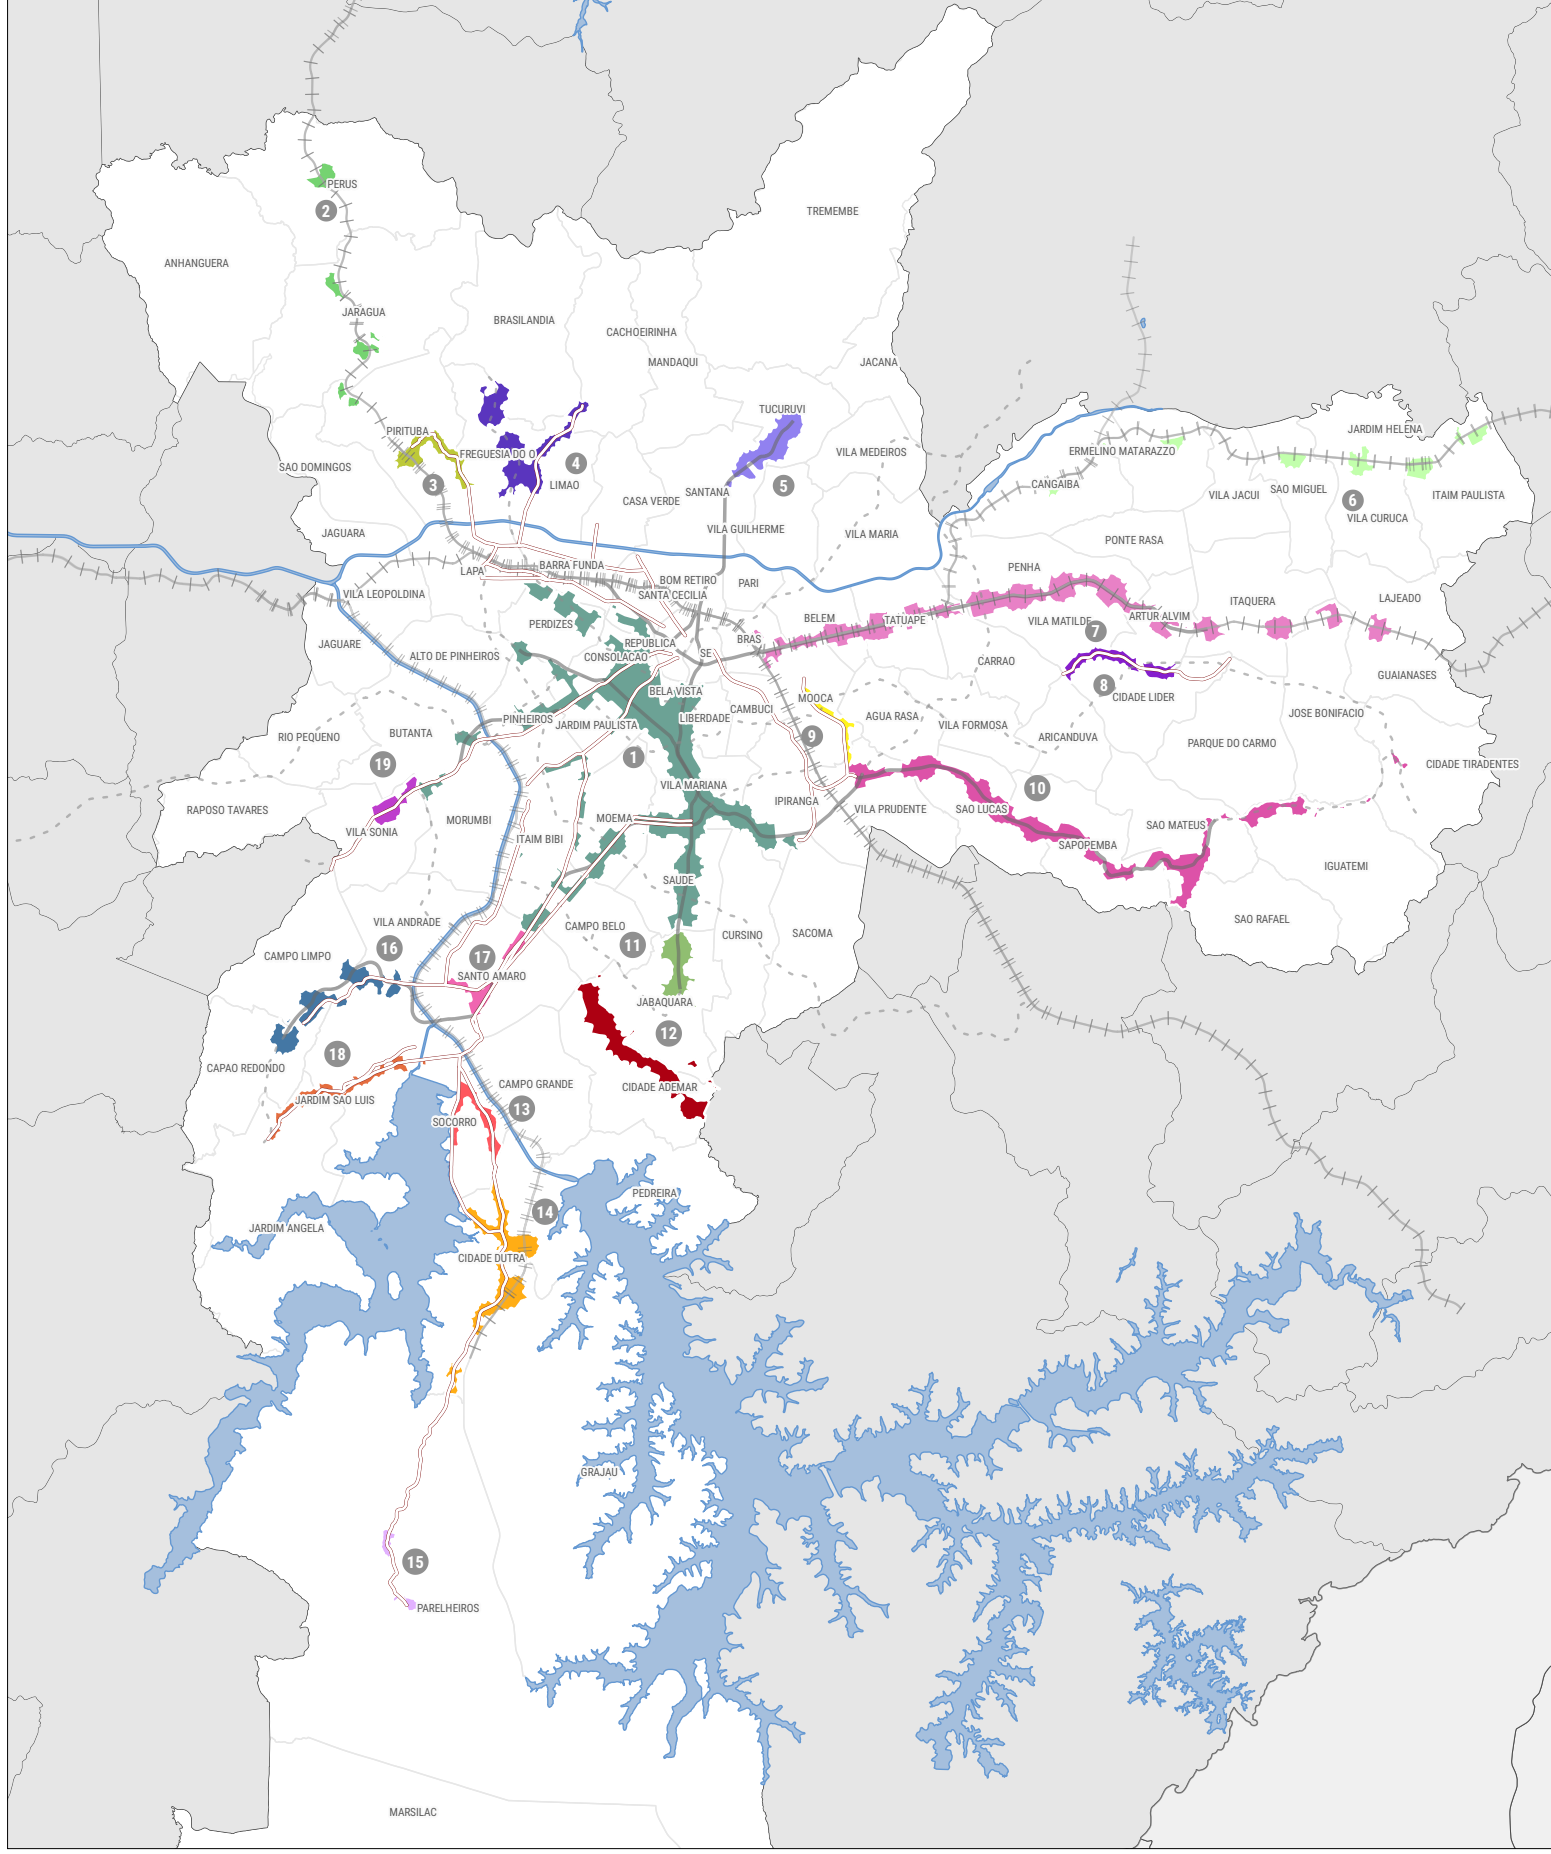 TREMEMBE
PERUS
2
ANHANGUERA
JARAGUA
BRASILANDIA
CACHOEIRINHA
MANDAQUI
JACANA
TUCURUVI
PIRITUBA
JARDIM HELENA
FREGUESIA DO O
VILA MEDEIROS
ERMELINO MATARAZZO
SAO DOMINGOS
4
3
LIMAO
5
CANGAIBA
SANTANA
CASA VERDE
VILA JACUI
SAO MIGUEL
6
ITAIM PAULISTA
VILA CURUCA
JAGUARA
VILA GUILHERME
VILA MARIA
PONTE RASA
LAPA
BARRA FUNDA
BOM RETIRO
PARI
PENHA
VILA LEOPOLDINA
SANTA CECILIA
ITAQUERA
LAJEADO
PERDIZES
BELEM
TATUAPE
VILA MATILDE
ARTUR ALVIM
7
JAGUARE
REPUBLICA
BRAS
ALTO DE PINHEIROS
CONSOLACAO
SE
CARRAO
GUAIANASES
8
BELA VISTA
MOOCA
CIDADE LIDER
CAMBUCI
JOSE BONIFACIO
PINHEIROS
JARDIM PAULISTA
LIBERDADE
AGUA RASA
VILA FORMOSA
BUTANTA
RIO PEQUENO
9
ARICANDUVA
PARQUE DO CARMO
1
19
CIDADE TIRADENTES
VILA MARIANA
10
IPIRANGA
RAPOSO TAVARES
VILA PRUDENTE
SAO LUCAS
MORUMBI
MOEMA
SAO MATEUS
VILA SONIA
ITAIM BIBI
SAPOPEMBA
IGUATEMI
SAUDE
SAO RAFAEL
VILA ANDRADE
CAMPO BELO
CURSINO
SACOMA
16
11
CAMPO LIMPO
17
SANTO AMARO
JABAQUARA
12
18
CAPAO REDONDO
CAMPO GRANDE
CIDADE ADEMAR
JARDIM SAO LUIS
13
SOCORRO
PEDREIRA
14
JARDIM ANGELA
CIDADE DUTRA
GRAJAU
15
PARELHEIROS
MARSILAC